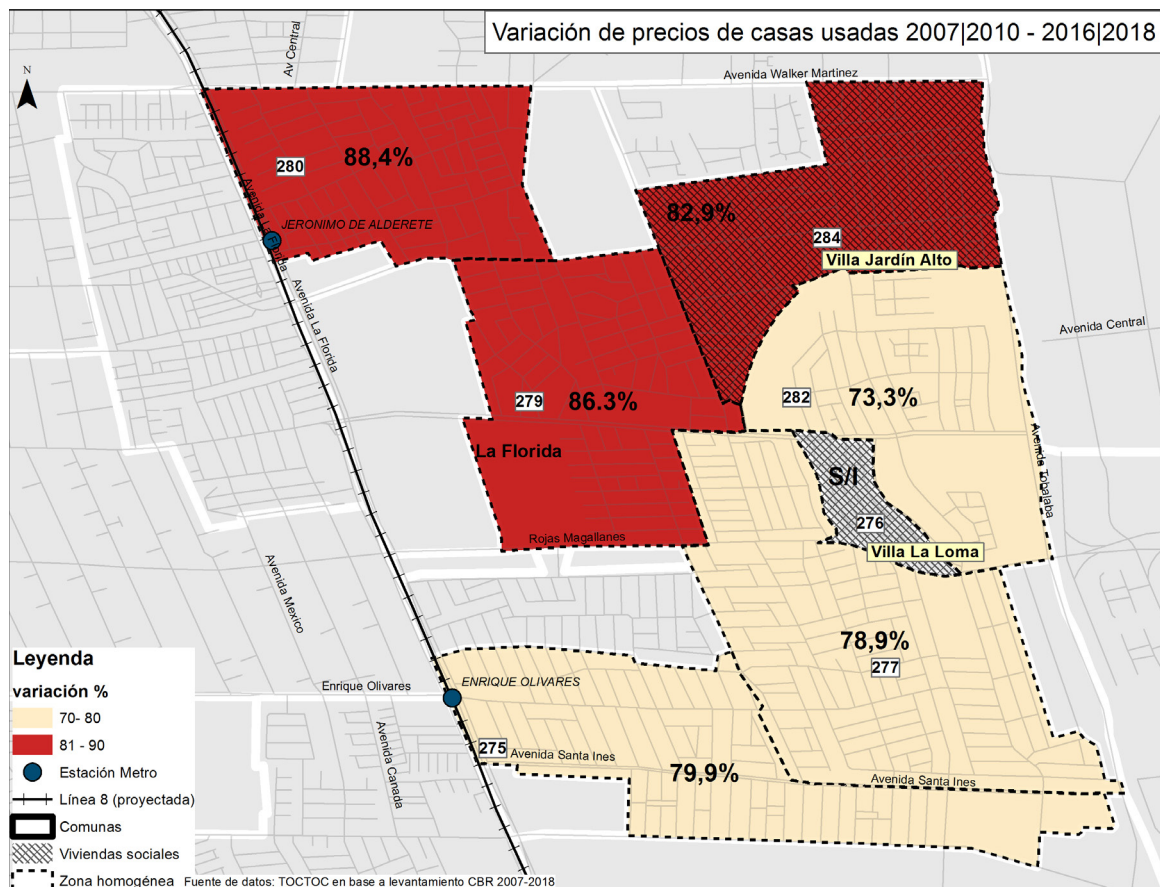 Variación de precios de casas usadas 2007|2010 - 2016|2018
N
Av Central
Avenida Walker Martinez
280
88,4%
82,9%
Avenida La Florida
JERONIMO DE ALDERETE
284
Villa Jardín Alto
Avenida La Florida
Avenida Central
279
86.3%
282
73,3%
La Florida
S/I
Avenida Tobalaba
276
Rojas Magallanes
Villa La Loma
Avenida Mexico
78,9%
277
Enrique Olivares
ENRIQUE OLIVARES
275
Avenida Santa Ines
Avenida Canada
79,9%
Avenida Santa Ines
Leyenda
variación %
70- 80
81 - 90
Estación Metro
Línea 8 (proyectada)
Comunas
Viviendas sociales
Zona homogénea
Fuente de datos: TOCTOC en base a levantamiento CBR 2007-2018